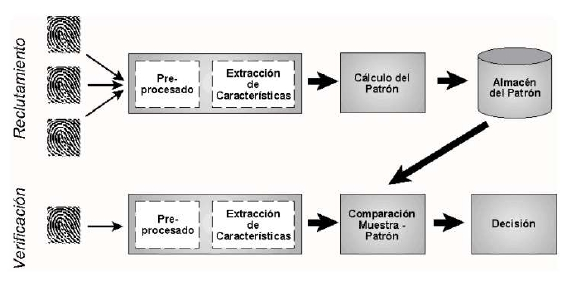 Reclutamiento
Pre-
procesado
Extracción
de
Características
Cálculo del
Patrón
Almacén
del Patrón
Verificación
Pre-
procesado
Extracción
de
Características
Comparación
Muestra -
Patrón
Decisión